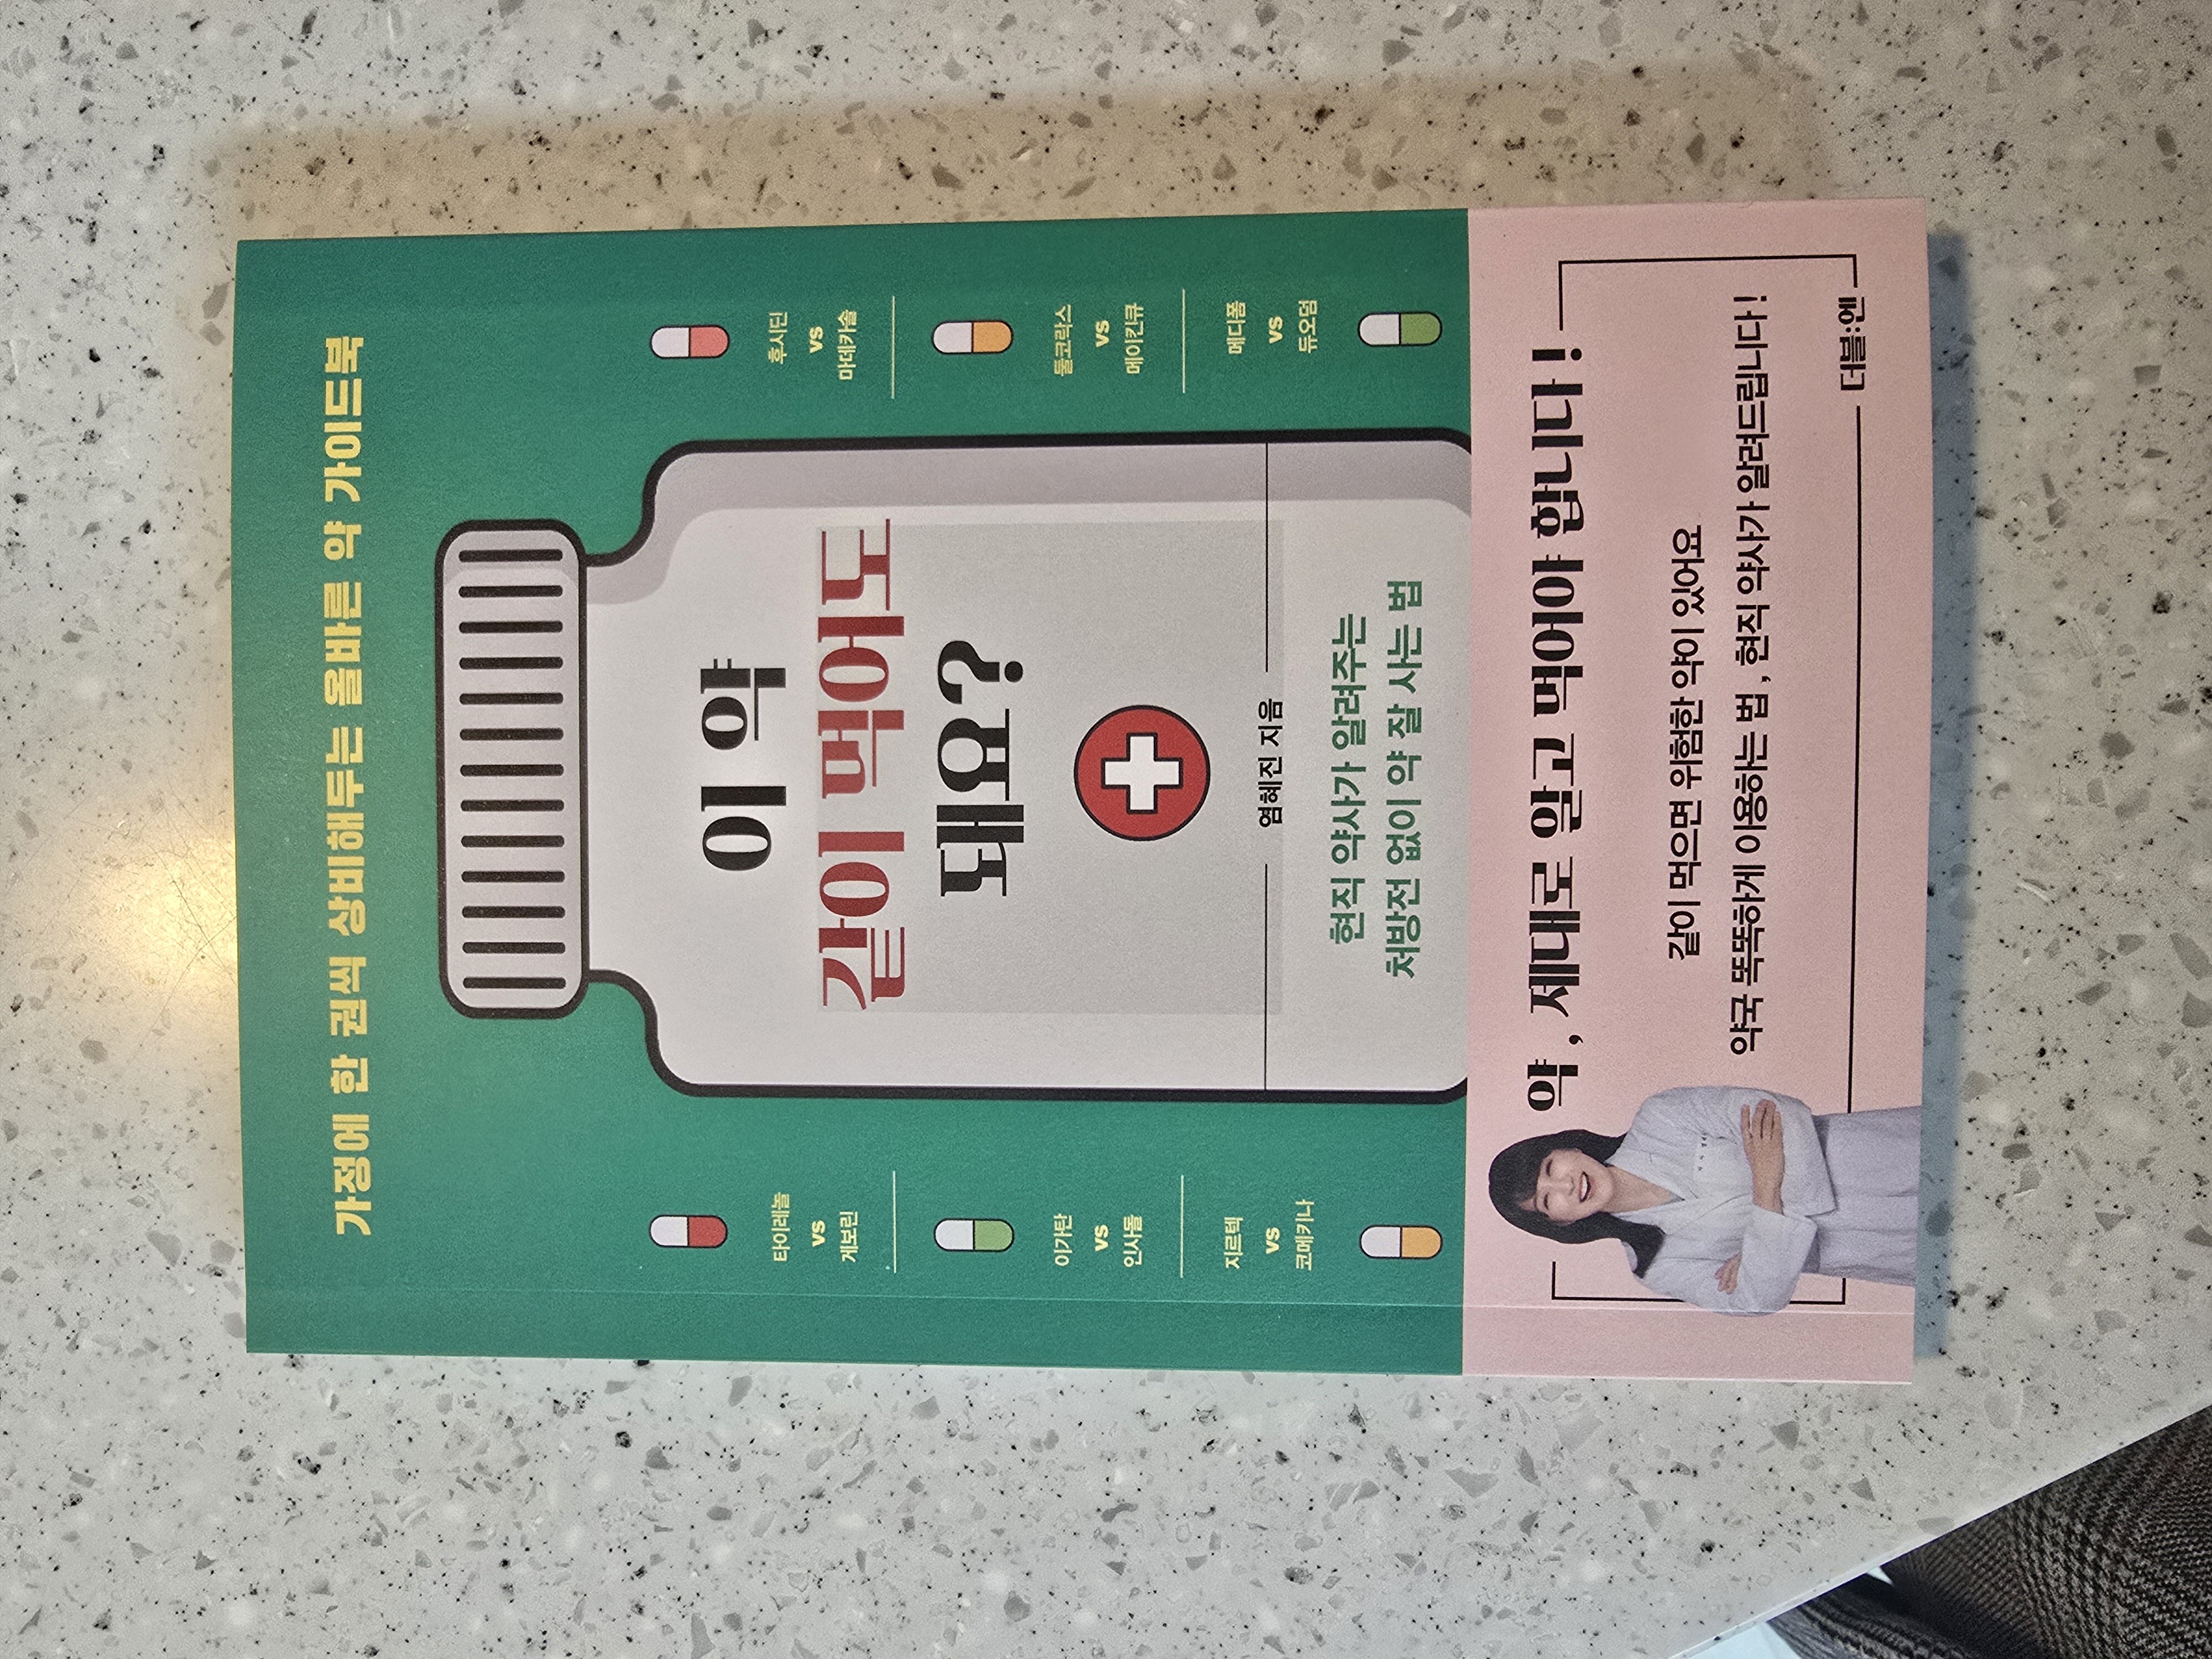 가정에 한 권씩 상비해두는 올바른 약 가이드북
이 약
같이 먹어도
돼요?
염혜진 지음
현직 약사가 알려주는
처방전 없이 약 잘 사는 법
타이레놀
vs
게보린
이가탄
vs
인사돌
지르텍
vs
코메키나
후시딘
vs
마데카솔
둘코락스
vs
메이킨큐
메디폼
vs
듀오덤
약, 제대로 알고 먹어야 합니다!
같이 먹으면 위험한 약이 있어요
약국 똑똑하게 이용하는 법, 현직 약사가 알려드립니다!
더블:엔